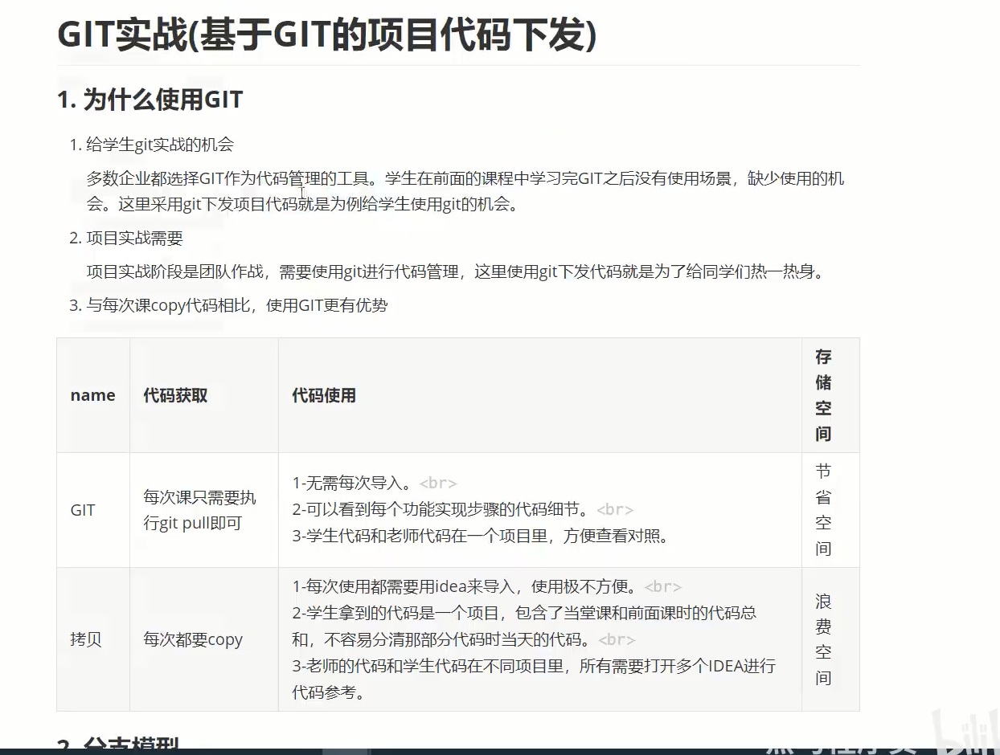 GIT实战(基于GIT的项目代码下发)
1. 为什么使用GIT
1. 给学生git实战的机会
多数企业都选择GIT作为代码管理的工具。学生在前面的课程中学习完GIT之后没有使用场景，缺少使用的机
会。这里采用git下发项目代码就是为例给学生使用git的机会。
2. 项目实战需要
项目实战阶段是团队作战，需要使用git进行代码管理，这里使用git下发代码就是为了给同学们热一热身。
3. 与每次课copy代码相比，使用GIT更有优势
name
代码获取
代码使用
存
储
空
间
GIT
每次课只需要执
行git pull即可
1-无需每次导入。<br>
2-可以看到每个功能实现步骤的代码细节。<br>
3-学生代码和老师代码在一个项目里，方便查看对照。
节
省
空
间
拷贝
每次都要copy
1-每次使用都需要用idea来导入，使用极不方便。<br>
2-学生拿到的代码是一个项目，包含了当堂课和前面课时的代码总
和，不容易分清那部分代码时当天的代码。<br>
3-老师的代码和学生代码在不同项目里，所有需要打开多个IDEA进行
代码参考。
浪
费
空
间
2. 分支模型